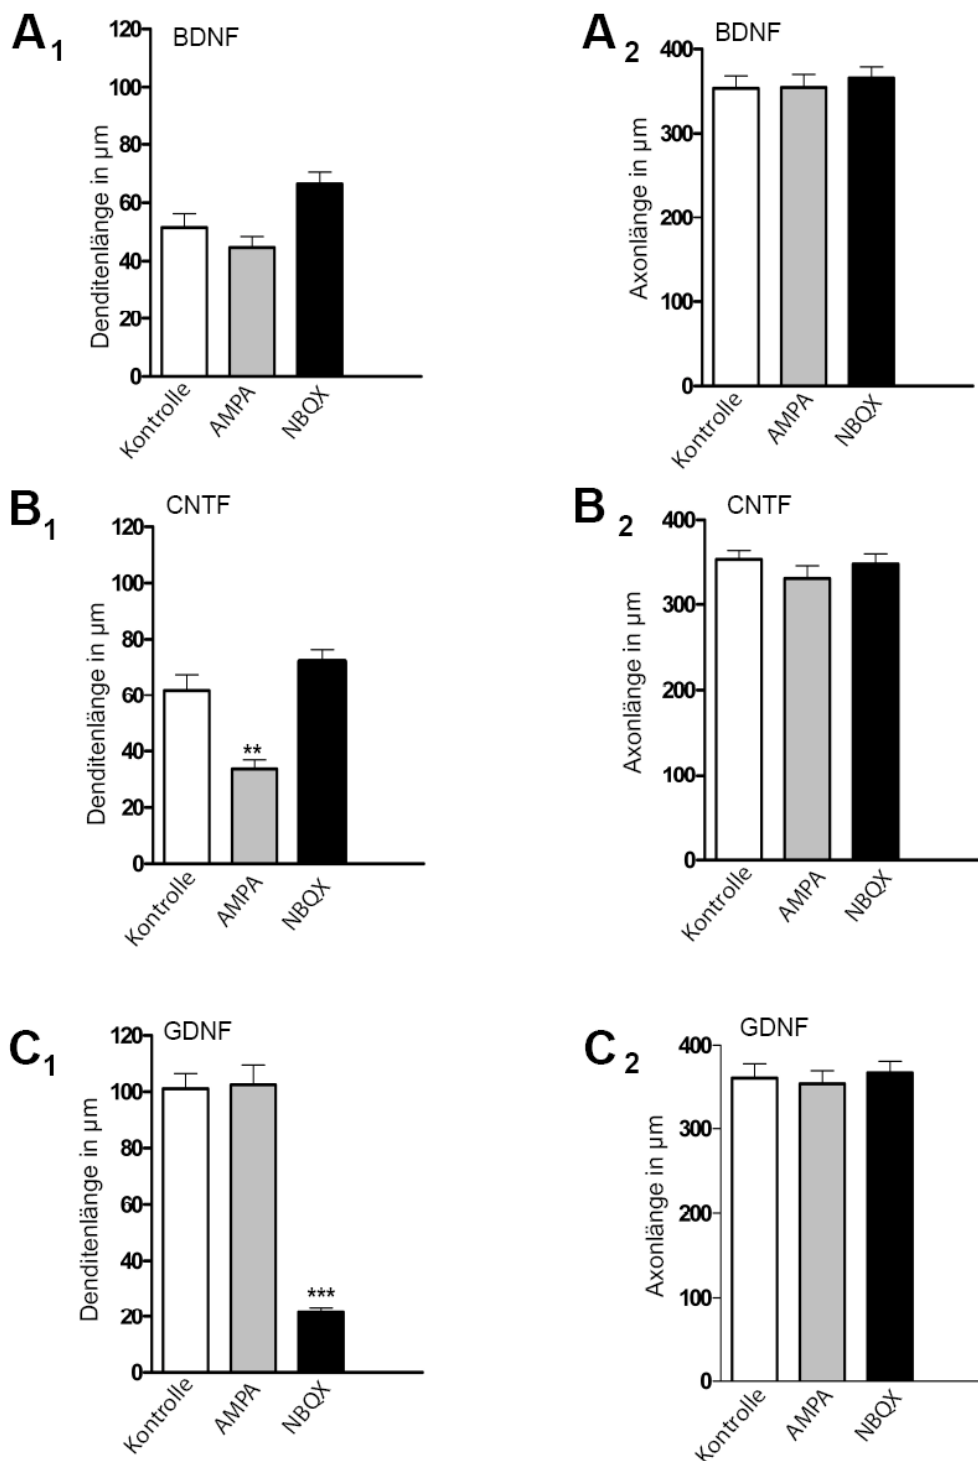 A1 BDNF
Denditenlänge in µm
120
100
80
60
40
20
0
Kontrolle
AMPA
NBQX
A2 BDNF
Axonlänge in µm
400
300
200
100
0
Kontrolle
AMPA
NBQX
B1 CNTF
Denditenlänge in µm
120
100
80
60
40
20
0
**
Kontrolle
AMPA
NBQX
B2 CNTF
Axonlänge in µm
400
300
200
100
0
Kontrolle
AMPA
NBQX
C1 GDNF
Denditenlänge in µm
120
100
80
60
40
20
0
***
Kontrolle
AMPA
NBQX
C2 GDNF
Axonlänge in µm
400
300
200
100
0
Kontrolle
AMPA
NBQX